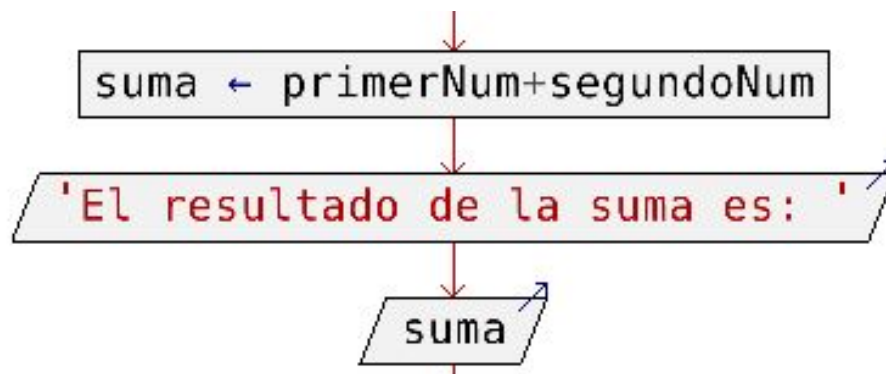 suma ← primerNum+segundoNum
'El resultado de la suma es: '
suma